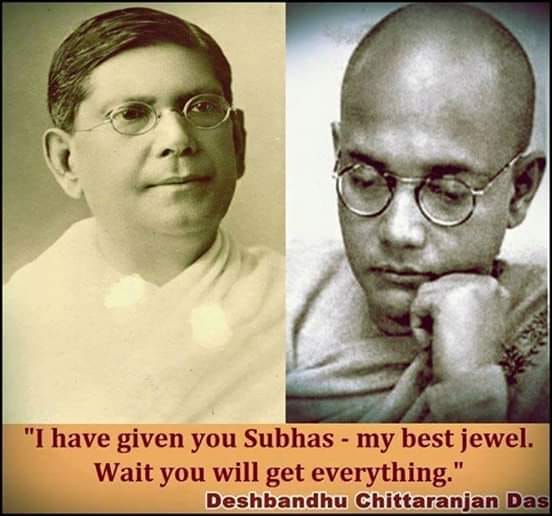 "I have given you Subhas - my best jewel.
Wait you will get everything."
Deshbandhu Chittaranjan Das